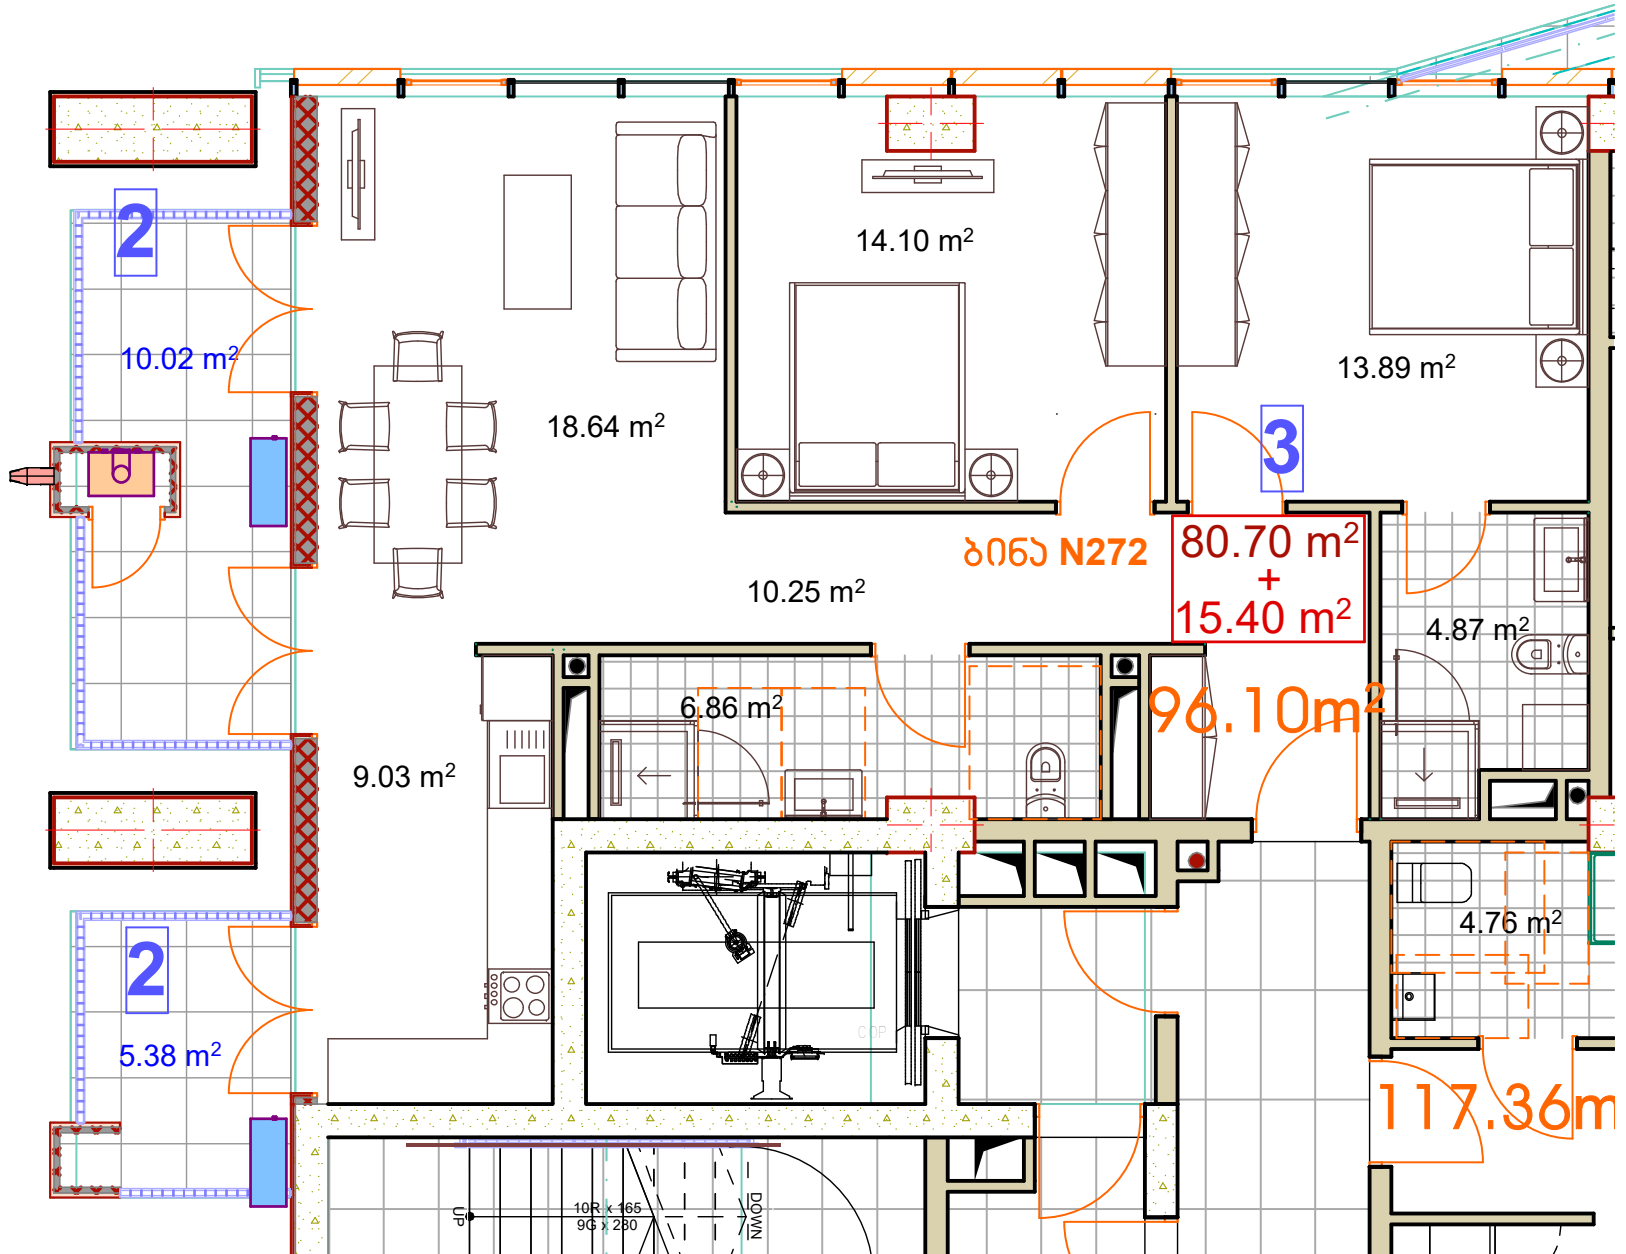 2
14.10 m²
10.02 m²
13.89 m²
18.64 m²
3
ბინა N272
80.70 m²
+
15.40 m²
10.25 m²
4.87 m²
6.86 m²
96.10m²
9.03 m²
4.76 m²
2
5.38 m²
COP
117.36m
UP
10R x 165
9G x 280
DOWN